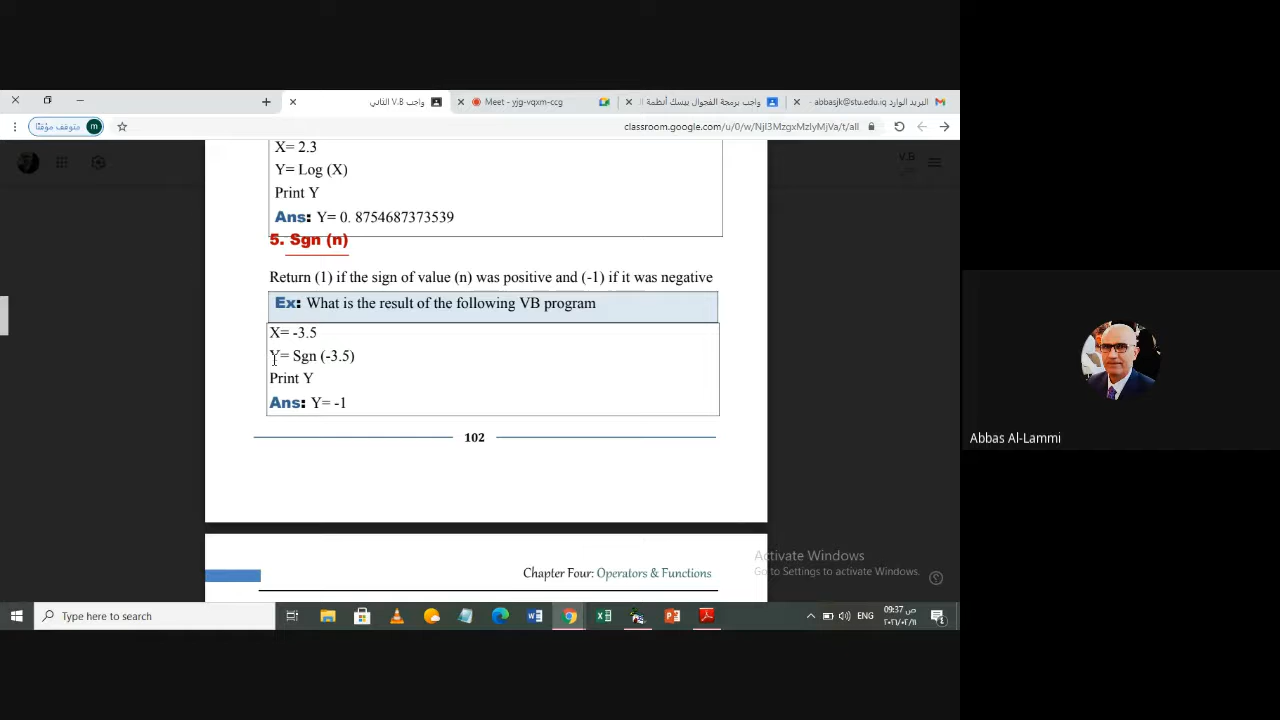 واجب V.B الثاني
Meet - yjg-vqxm-ccg
واجب برمجة الفجوال بيسك أنظمة ال
البريد الوارد - abbasjk@stu.edu.iq
متوقف مؤقتًا
m
classroom.google.com/u/0/w/NjI3MzgxMzIyMjVa/t/all
V.B
X= 2.3
Y= Log (X)
Print Y
Ans: Y= 0. 8754687373539
5. Sgn (n)
Return (1) if the sign of value (n) was positive and (-1) if it was negative
Ex: What is the result of the following VB program
X= -3.5
Y= Sgn (-3.5)
Print Y
Ans: Y= -1
102
Chapter Four: Operators & Functions
Activate Windows
Go to Settings to activate Windows.
Abbas Al-Lammi
Type here to search
ENG
09:37 ص